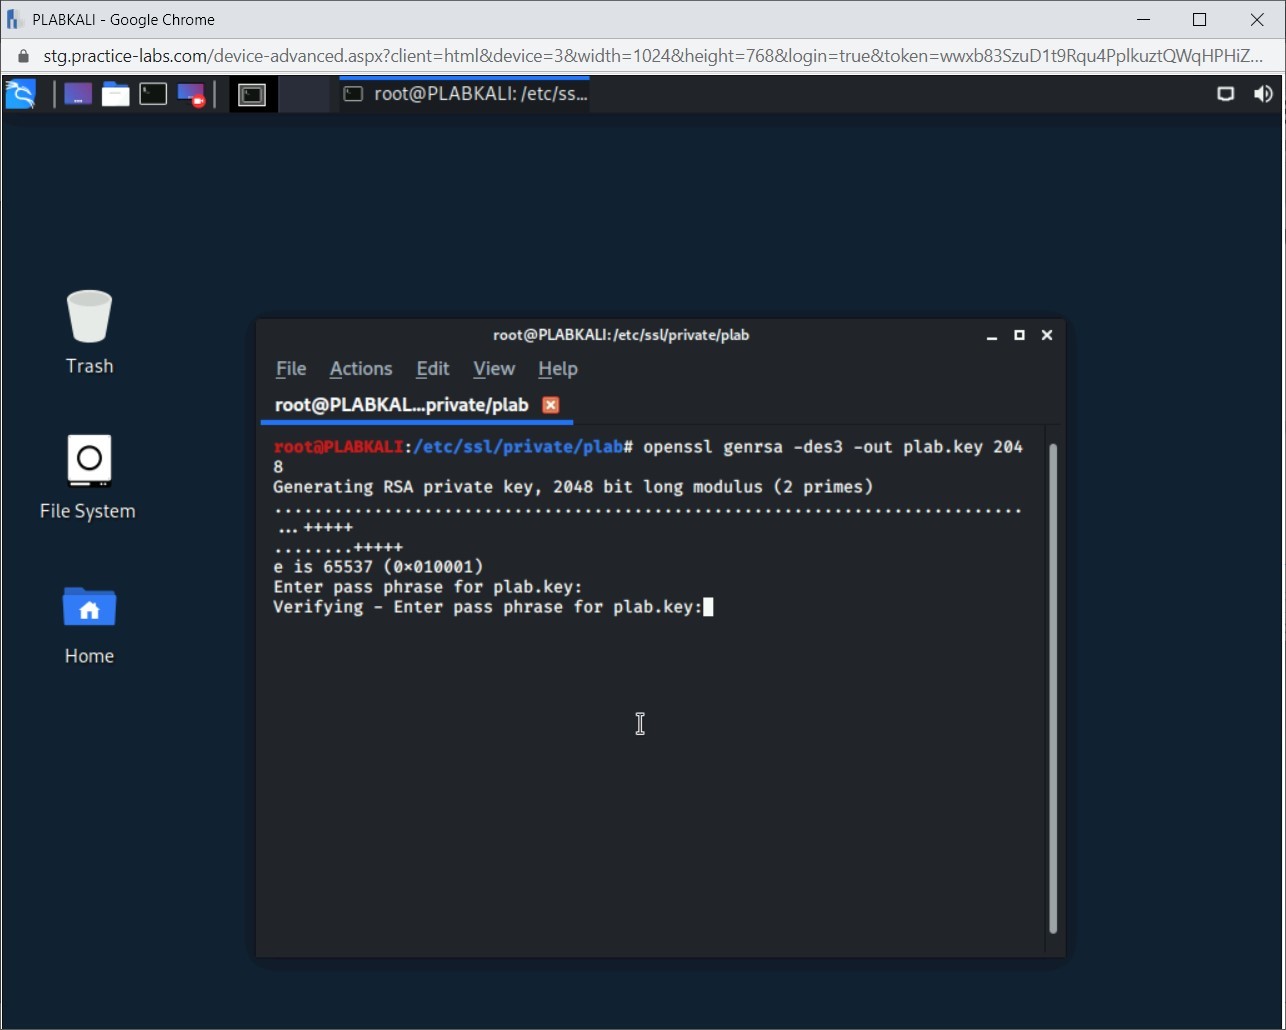 PLABKALI - Google Chrome
stg.practice-labs.com/device-advanced.aspx?client=html&device=3&width=1024&height=768&login=true&token=wwxb83SzuD1t9Rqu4PplkuztQWqHPHiZ...
root@PLABKALI: /etc/ss...
Trash
File System
Home
root@PLABKALI:/etc/ssl/private/plab
File Actions Edit View Help
root@PLABKAL...private/plab
root@PLABKALI:/etc/ssl/private/plab# openssl genrsa -des3 -out plab.key 204
8
Generating RSA private key, 2048 bit long modulus (2 primes)
...........................................................................
...+++++
........+++++
e is 65537 (0×010001)
Enter pass phrase for plab.key:
Verifying - Enter pass phrase for plab.key: